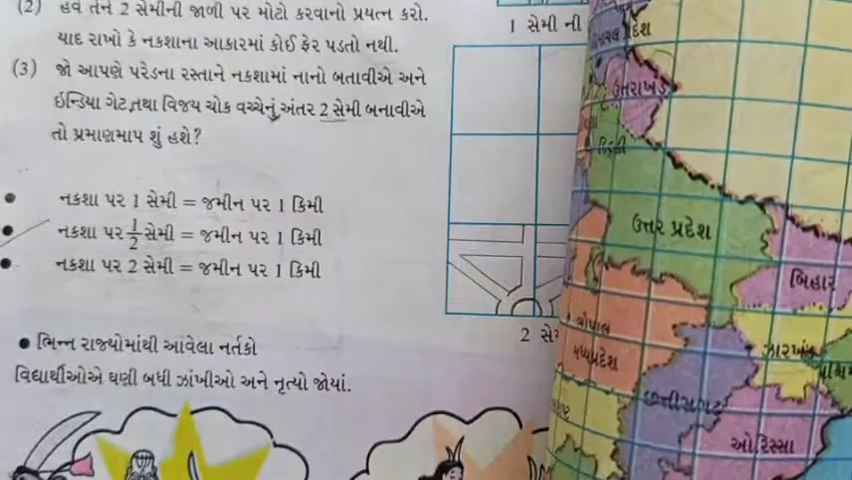 (2) હવે તેને 2 સેમીની જાળી પર મોટો કરવાનો પ્રયત્ન કરો.
યાદ રાખો કે નકશાના આકારમાં કોઈ ફેર પડતો નથી.
(3) જો આપણે પરેડના રસ્તાને નકશામાં નાનો બતાવીએ અને
ઇન્ડિયા ગેટ તથા વિજય ચોક વચ્ચેનું અંતર 2 સેમી બનાવીએ
તો પ્રમાણમાપ શું હશે?
● નકશા પર 1 સેમી = જમીન પર 1 કિમી
● નકશા પર 1/2 સેમી = જમીન પર 1 કિમી
● નકશા પર 2 સેમી = જમીન પર 1 કિમી
● ભિન્ન રાજ્યોમાંથી આવેલા નર્તકો
વિદ્યાર્થીઓએ ઘણી બધી ઝાંખીઓ અને નૃત્યો જોયાં.
1 સેમી ની
2 સે
પ્રદેશ
ઉત્તરાખંડ
દિલ્હી
ઉત્તર પ્રદેશ
બિહાર
ભોપાલ
ઝારખંડ
મધ્યપ્રદેશ
પશ્ચિમ
છત્તીસગઢ
ઓરિસ્સા